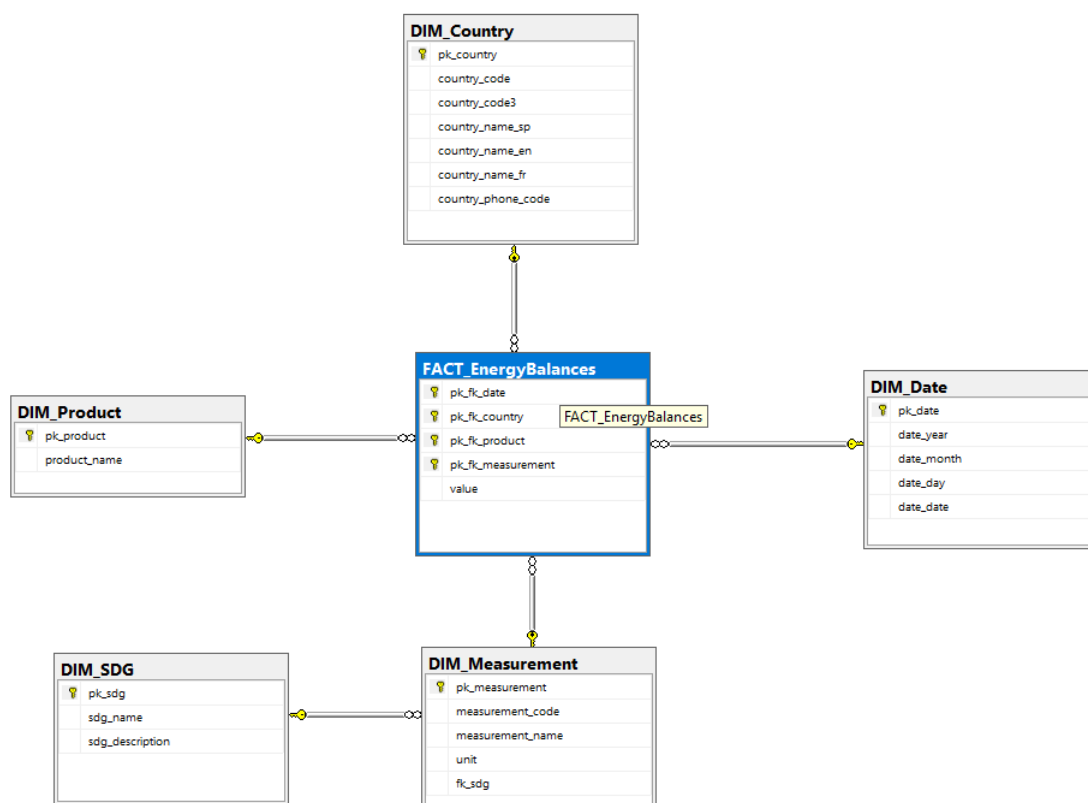 DIM_Country
pk_country
country_code
country_code3
country_name_sp
country_name_en
country_name_fr
country_phone_code
FACT_EnergyBalances
pk_fk_date
pk_fk_country
FACT_EnergyBalances
pk_fk_product
pk_fk_measurement
value
DIM_Product
pk_product
product_name
DIM_Date
pk_date
date_year
date_month
date_day
date_date
DIM_SDG
pk_sdg
sdg_name
sdg_description
DIM_Measurement
pk_measurement
measurement_code
measurement_name
unit
fk_sdg